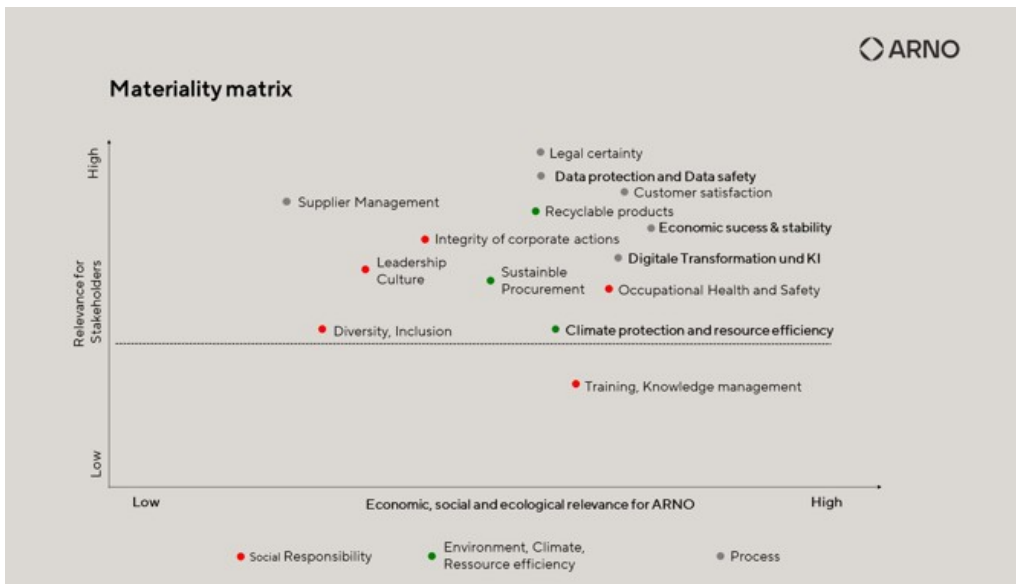 ARNO
Materiality matrix
High
Legal certainty
Data protection and Data safety
Customer satisfaction
Supplier Management
Recyclable products
Economic sucess & stability
Integrity of corporate actions
Digitale Transformation und KI
Leadership
Culture
Sustainble
Procurement
Occupational Health and Safety
Relevance for
Stakeholders
Diversity, Inclusion
Climate protection and resource efficiency
Training, Knowledge management
Low
Low
Economic, social and ecological relevance for ARNO
High
Social Responsibility
Environment, Climate,
Ressource efficiency
Process